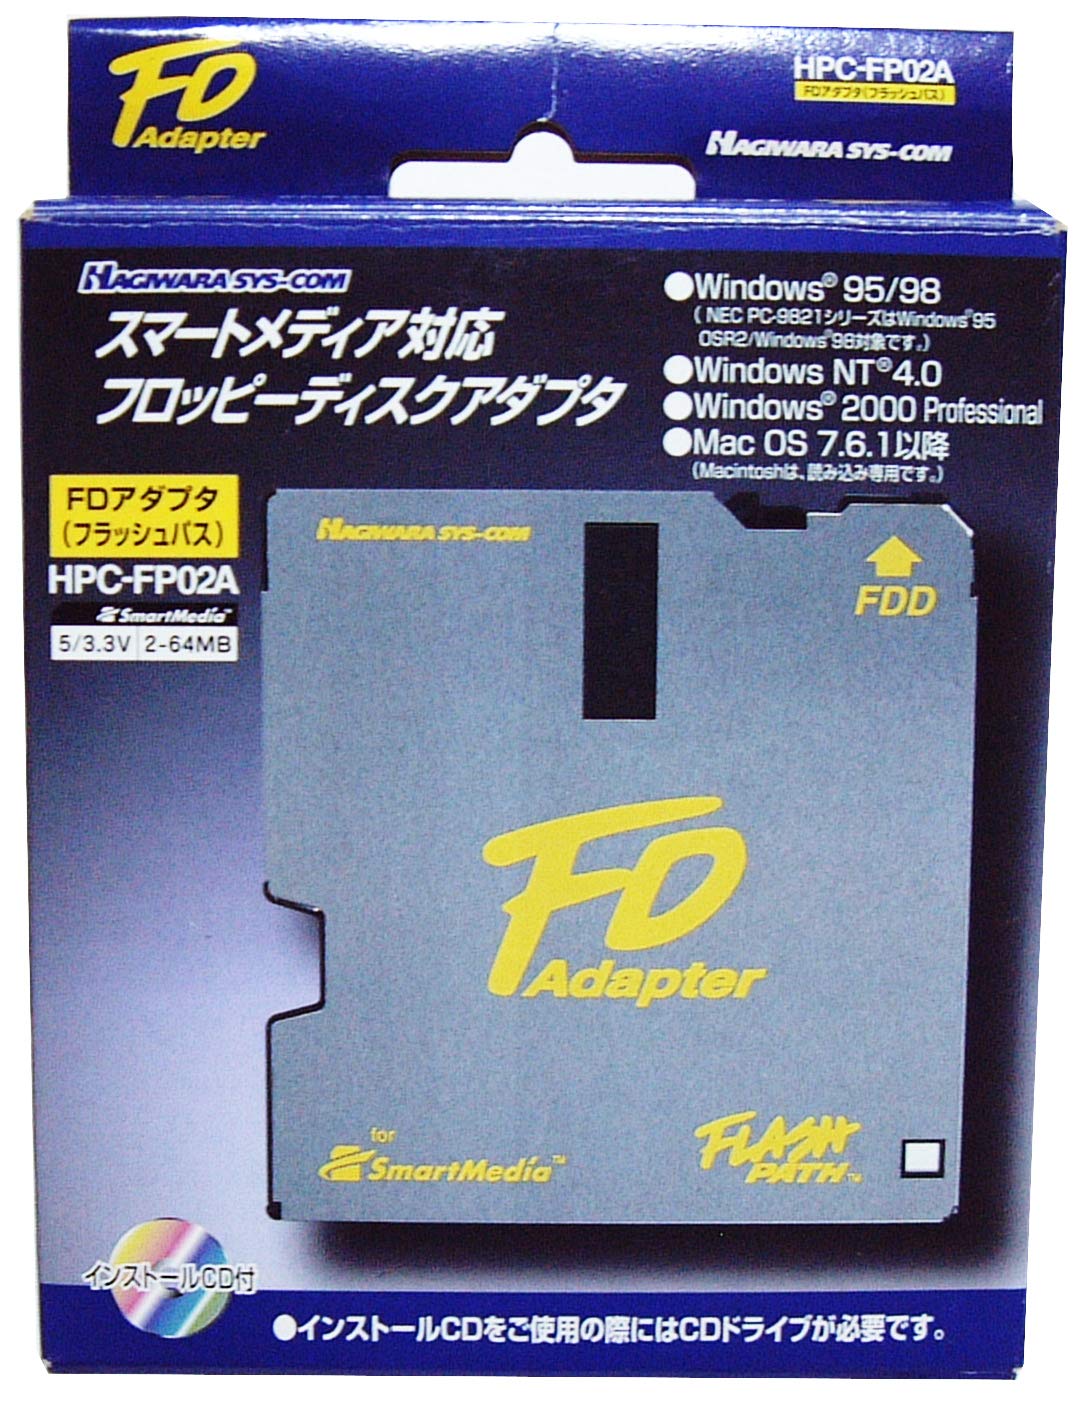 FD
Adapter
HPC-FP02A
FDアダプタ(フラッシュパス)
HAGIWARA SYS-COM
HAGIWARA SYS-COM
スマートメディア対応
フロッピーディスクアダプタ
●Windows® 95/98
( NEC PC-9821シリーズはWindows®95
OSR2/Windows®98対象です。)
●Windows NT® 4.0
●Windows® 2000 Professional
●Mac OS 7.6.1以降
(Macintoshは、読み込み専用です。)
FDアダプタ
(フラッシュパス)
HPC-FP02A
SmartMedia™
5/3.3V 2-64MB
HAGIWARA SYS-COM
FDD
FD
Adapter
for
SmartMedia™
FLASH
PATH™
インストールCD付
●インストールCDをご使用の際にはCDドライブが必要です。